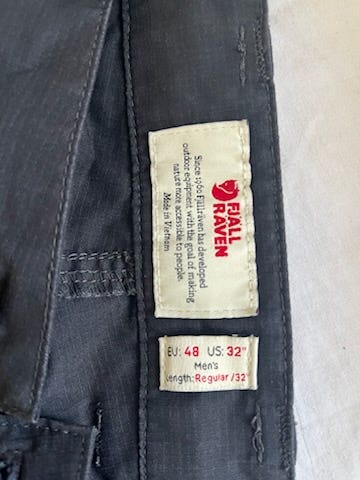 FJÄLL
RÄVEN
Since 1960 Fjällräven has developed
outdoor equipment with the goal of making
nature more accessible to people.
Made in Vietnam
EU: 48 US: 32"
Men's
Length: Regular /32"